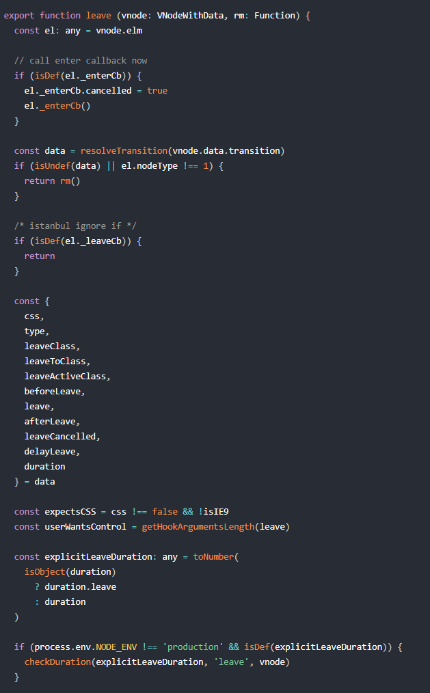 export function leave (vnode: VNodeWithData, rm: Function) {
  const el: any = vnode.elm

  // call enter callback now
  if (isDef(el._enterCb)) {
    el._enterCb.cancelled = true
    el._enterCb()
  }

  const data = resolveTransition(vnode.data.transition)
  if (isUndef(data) || el.nodeType !== 1) {
    return rm()
  }

  /* istanbul ignore if */
  if (isDef(el._leaveCb)) {
    return
  }

  const {
    css,
    type,
    leaveClass,
    leaveToClass,
    leaveActiveClass,
    beforeLeave,
    leave,
    afterLeave,
    leaveCancelled,
    delayLeave,
    duration
  } = data

  const expectsCSS = css !== false && !isIE9
  const userWantsControl = getHookArgumentsLength(leave)

  const explicitLeaveDuration: any = toNumber(
    isObject(duration)
      ? duration.leave
      : duration
  )

  if (process.env.NODE_ENV !== 'production' && isDef(explicitLeaveDuration)) {
    checkDuration(explicitLeaveDuration, 'leave', vnode)
  }